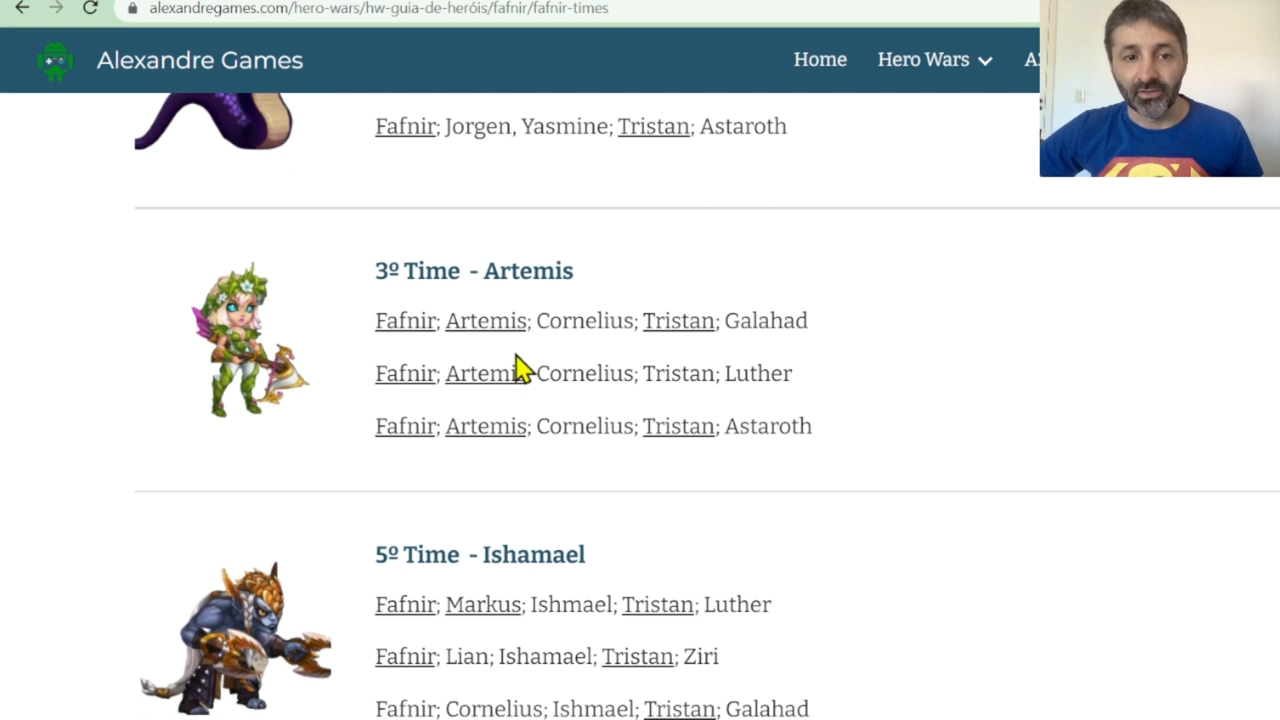 alexandregames.com/hero-wars/hw-guia-de-heróis/fafnir/fafnir-times
Alexandre Games
Home
Hero Wars
Fafnir; Jorgen, Yasmine; Tristan; Astaroth
3º Time - Artemis
Fafnir; Artemis; Cornelius; Tristan; Galahad
Fafnir; Artemis Cornelius; Tristan; Luther
Fafnir; Artemis; Cornelius; Tristan; Astaroth
5º Time - Ishamael
Fafnir; Markus; Ishmael; Tristan; Luther
Fafnir; Lian; Ishamael; Tristan; Ziri
Fafnir; Cornelius; Ishmael; Tristan; Galahad